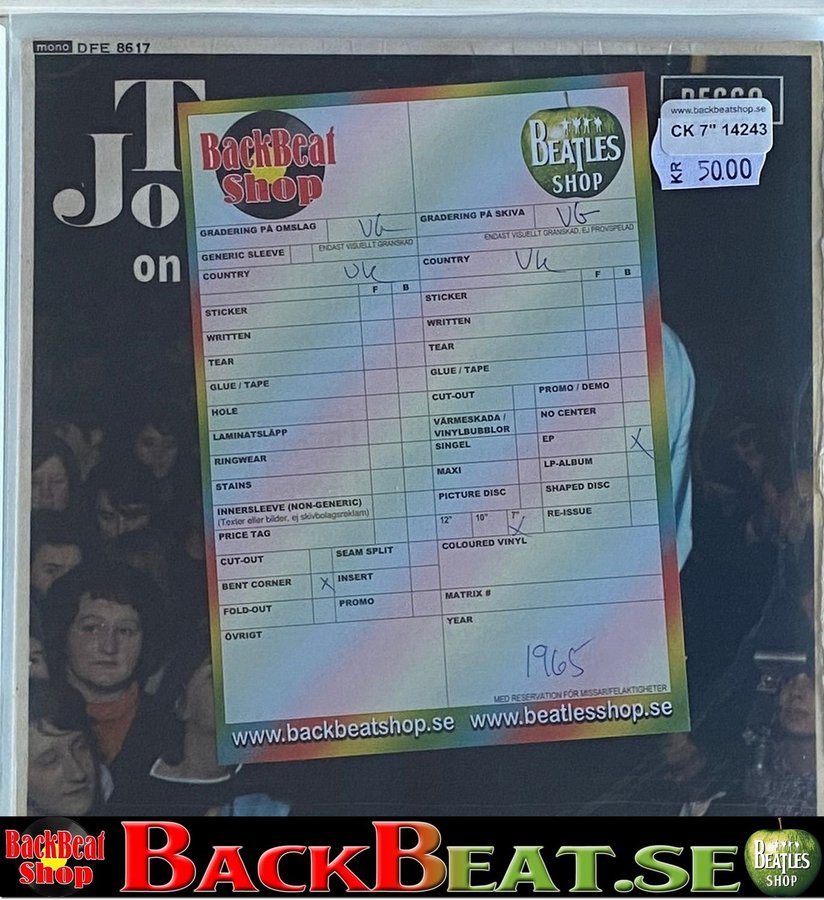 mono DFE 8617
T
Jo
on
DECCA
www.backbeatshop.se
CK 7" 14243
KR 50.00
BackBeat
Shop
BEATLES
SHOP
GRADERING PÅ OMSLAG VG
ENDAST VISUELLT GRANSKAD
GENERIC SLEEVE
COUNTRY UK
F B
STICKER
WRITTEN
TEAR
GLUE / TAPE
HOLE
LAMINATSLÄPP
RINGWEAR
STAINS
INNERSLEEVE (NON-GENERIC)
(Texter eller bilder, ej skivbolagsreklam)
PRICE TAG
CUT-OUT SEAM SPLIT
BENT CORNER X INSERT
FOLD-OUT PROMO
ÖVRIGT
GRADERING PÅ SKIVA VG
ENDAST VISUELLT GRANSKAD, EJ PROVSPELAD
COUNTRY UK
F B
STICKER
WRITTEN
TEAR
GLUE / TAPE
CUT-OUT PROMO / DEMO
VÄRMESKADA /
VINYLBUBBLOR NO CENTER
SINGEL EP X
MAXI LP-ALBUM
PICTURE DISC SHAPED DISC
12" 10" 7" X RE-ISSUE
COLOURED VINYL
MATRIX #
YEAR
1965
MED RESERVATION FÖR MISSAR/FELAKTIGHETER
www.backbeatshop.se www.beatlesshop.se
BackBeat
Shop
BACKBEAT.SE
BEATLES
SHOP